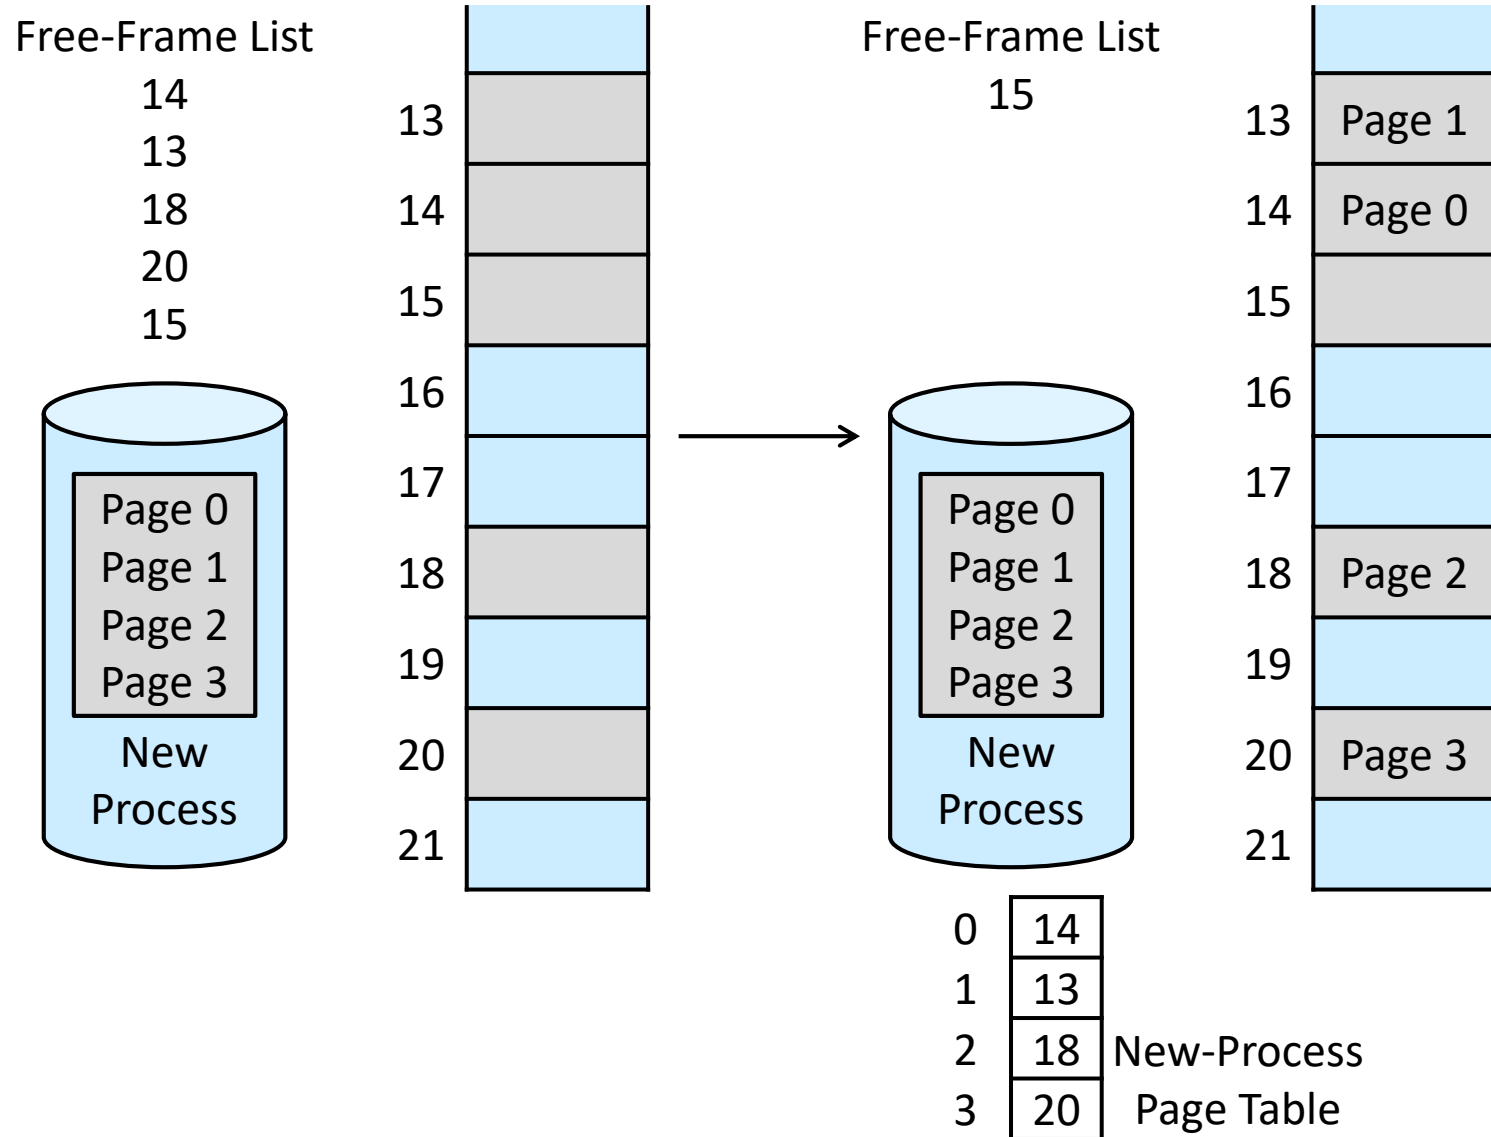 Free-Frame List
14
13
18
20
15
13
14
15
16
17
18
19
20
21
Page 0
Page 1
Page 2
Page 3
New
Process
Free-Frame List
15
13 Page 1
14 Page 0
15
16
17
18 Page 2
19
20 Page 3
21
Page 0
Page 1
Page 2
Page 3
New
Process
0 14
1 13
2 18 New-Process
3 20 Page Table